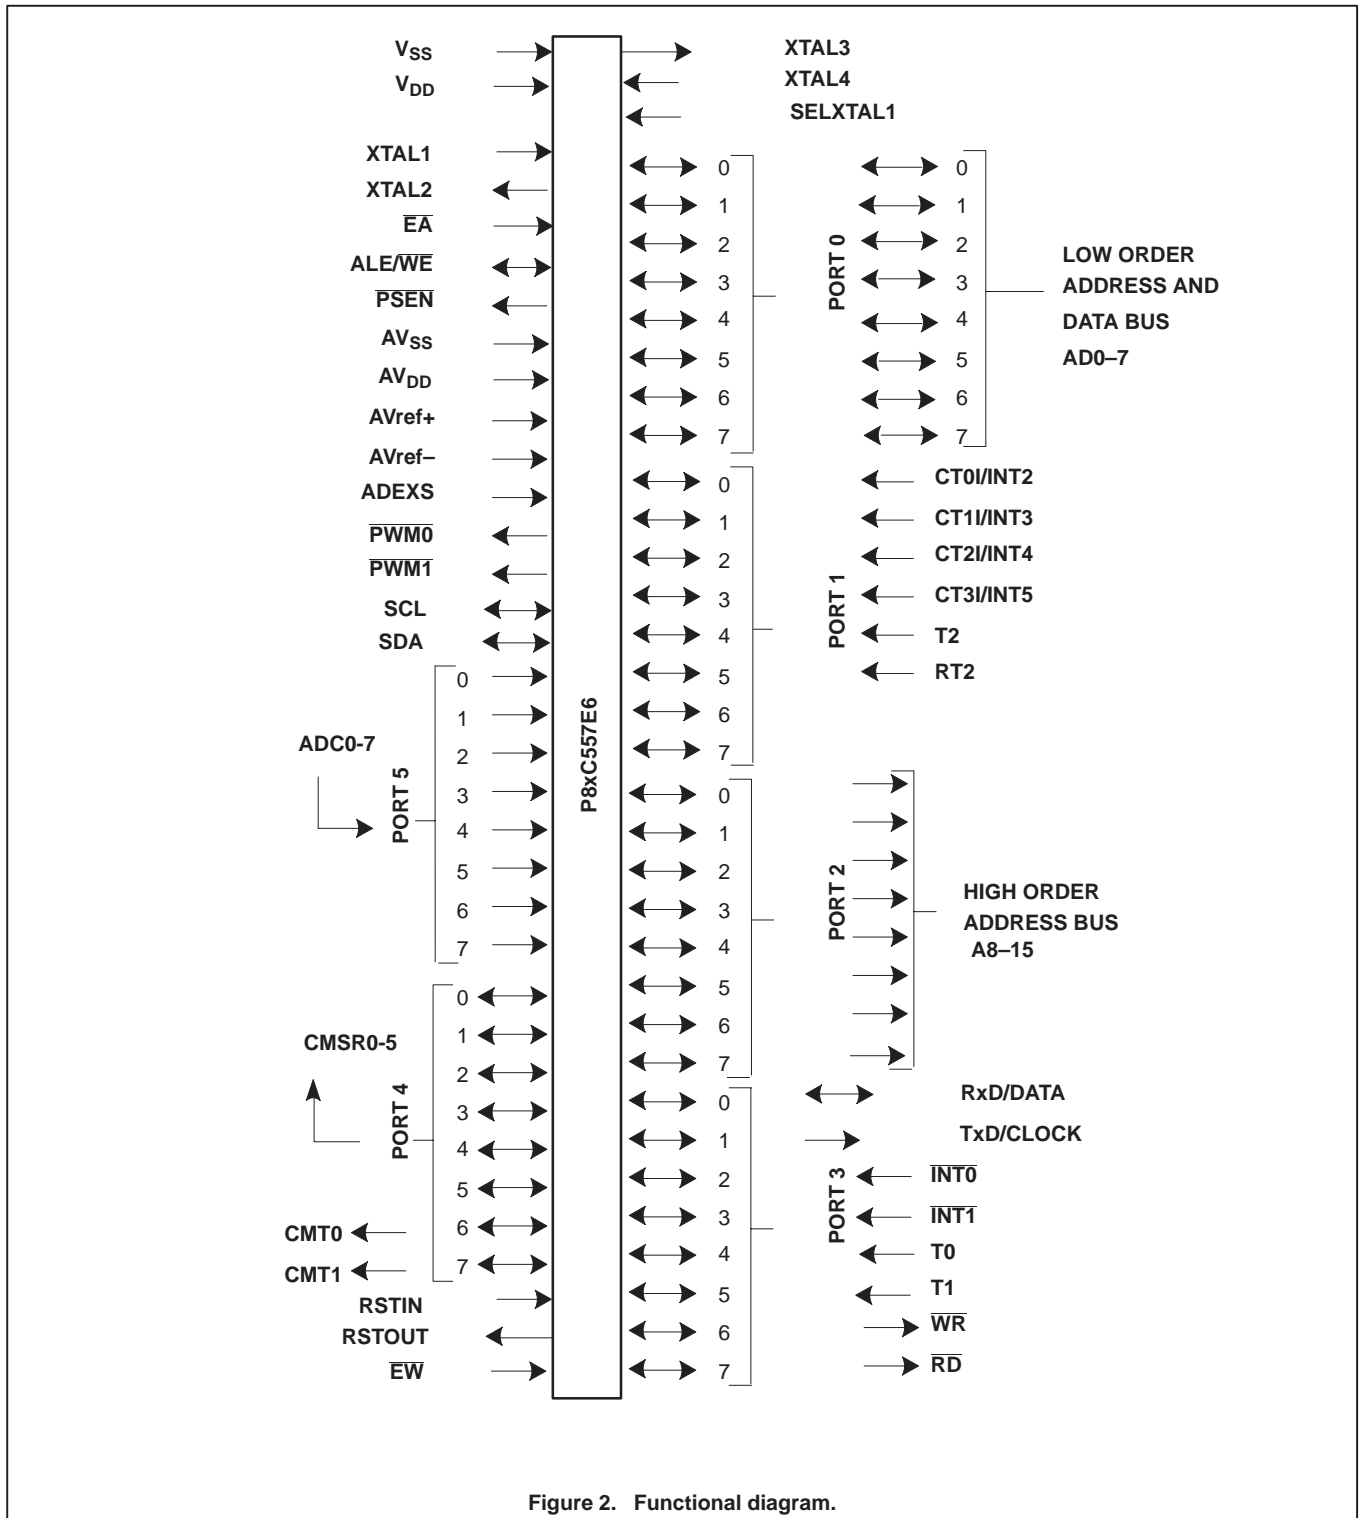 VSS
VDD
XTAL1
XTAL2
EA
ALE/WE
PSEN
AVSS
AVDD
AVref+
AVref–
ADEXS
PWM0
PWM1
SCL
SDA
ADC0-7
PORT 5
0
1
2
3
4
5
6
7
CMSR0-5
PORT 4
0
1
2
3
4
5
6
7
CMT0
CMT1
RSTIN
RSTOUT
EW
P8xC557E6
XTAL3
XTAL4
SELXTAL1
0
1
2
3
4
5
6
7
PORT 0
0
1
2
3
4
5
6
7
LOW ORDER
ADDRESS AND
DATA BUS
AD0–7
0
1
2
3
4
5
6
7
PORT 1
CT0I/INT2
CT1I/INT3
CT2I/INT4
CT3I/INT5
T2
RT2
0
1
2
3
4
5
6
7
PORT 2
HIGH ORDER
ADDRESS BUS
A8–15
0
1
2
3
4
5
6
7
PORT 3
RxD/DATA
TxD/CLOCK
INT0
INT1
T0
T1
WR
RD
Figure 2. Functional diagram.